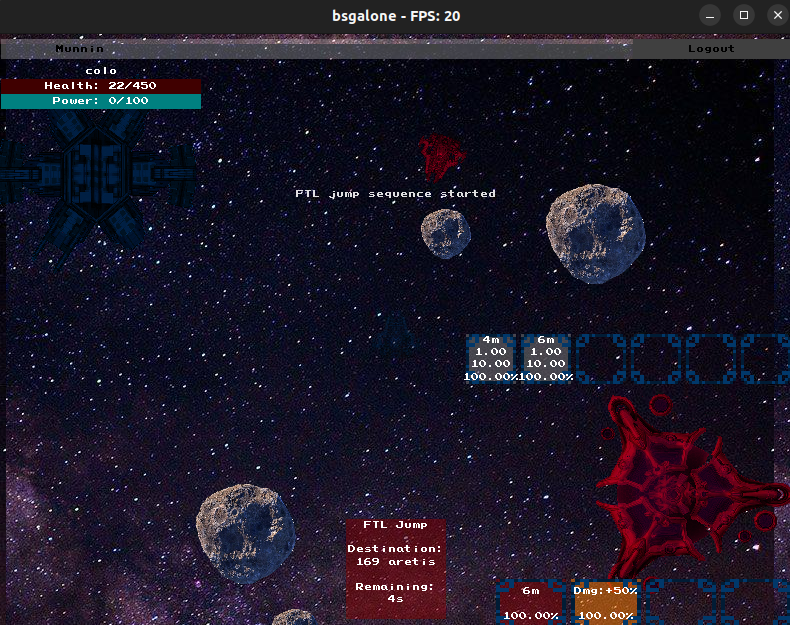 bsgalone - FPS: 20
Munnin
Logout
colo
Health: 22/450
Power: 0/100
FTL jump sequence started
4m 6m
1.00 1.00
10.00 10.00
100.00% 100.00%
FTL Jump
Destination:
169 aretis
Remaining:
4s
6m Dmg:+50%
100.00% 100.00%